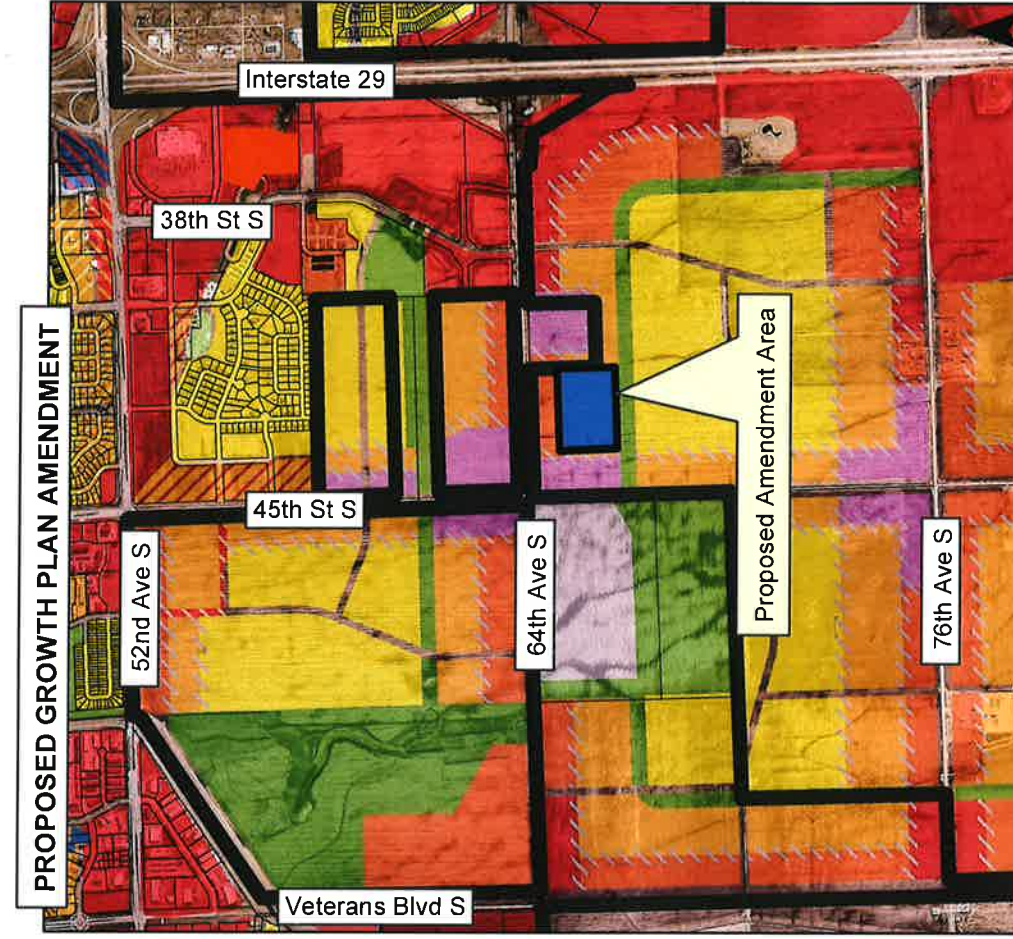 PROPOSED GROWTH PLAN AMENDMENT
Interstate 29
38th St S
45th St S
52nd Ave S
64th Ave S
Proposed Amendment Area
76th Ave S
Veterans Blvd S